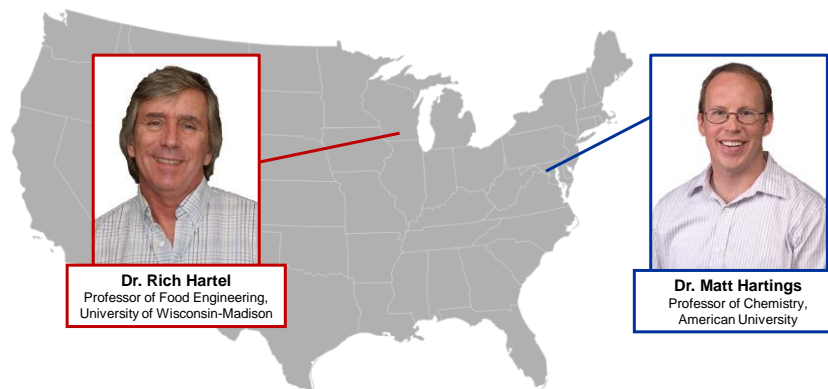 Dr. Rich Hartel
Professor of Food Engineering,
University of Wisconsin-Madison
Dr. Matt Hartings
Professor of Chemistry,
American University